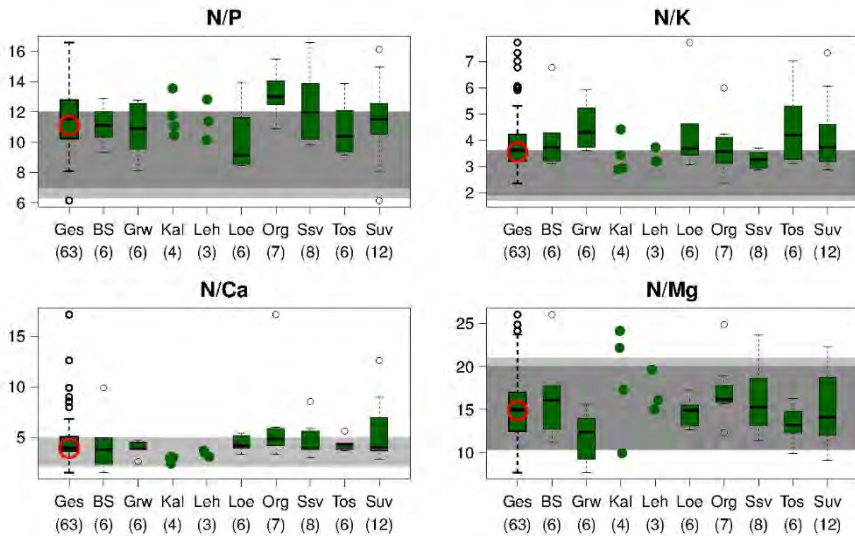 N/P
16
14
12
10
8
6
Ges BS Grw Kal Leh Loe Org Ssv Tos Suv
(63) (6) (6) (4) (3) (6) (7) (8) (6) (12)
N/K
7
6
5
4
3
2
Ges BS Grw Kal Leh Loe Org Ssv Tos Suv
(63) (6) (6) (4) (3) (6) (7) (8) (6) (12)
N/Ca
15
10
5
Ges BS Grw Kal Leh Loe Org Ssv Tos Suv
(63) (6) (6) (4) (3) (6) (7) (8) (6) (12)
N/Mg
25
20
15
10
Ges BS Grw Kal Leh Loe Org Ssv Tos Suv
(63) (6) (6) (4) (3) (6) (7) (8) (6) (12)